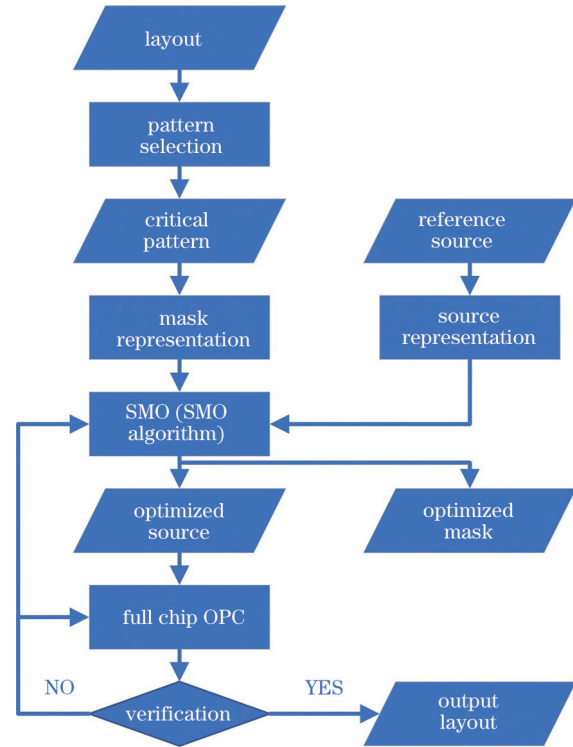 layout
pattern
selection
critical
pattern
reference
source
mask
representation
source
representation
SMO (SMO
algorithm)
optimized
source
optimized
mask
full chip OPC
NO
YES
verification
output
layout